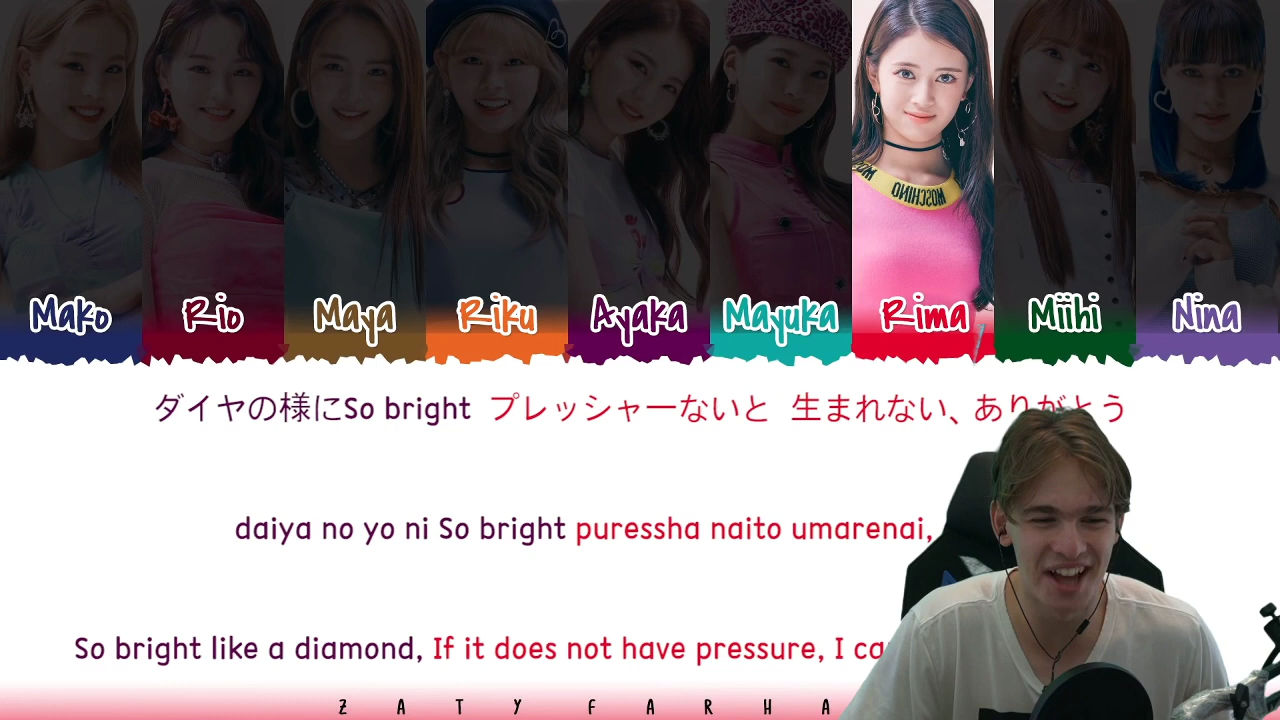 Mako Rio Maya Riku Ayaka Mayuka Rima Miihi Nina
MOSCHINO
ダイヤの様にSo bright プレッシャーないと 生まれない、ありがとう
daiya no yo ni So bright puressha naito umarenai,
So bright like a diamond, If it does not have pressure, I ca
ZATY FARHA